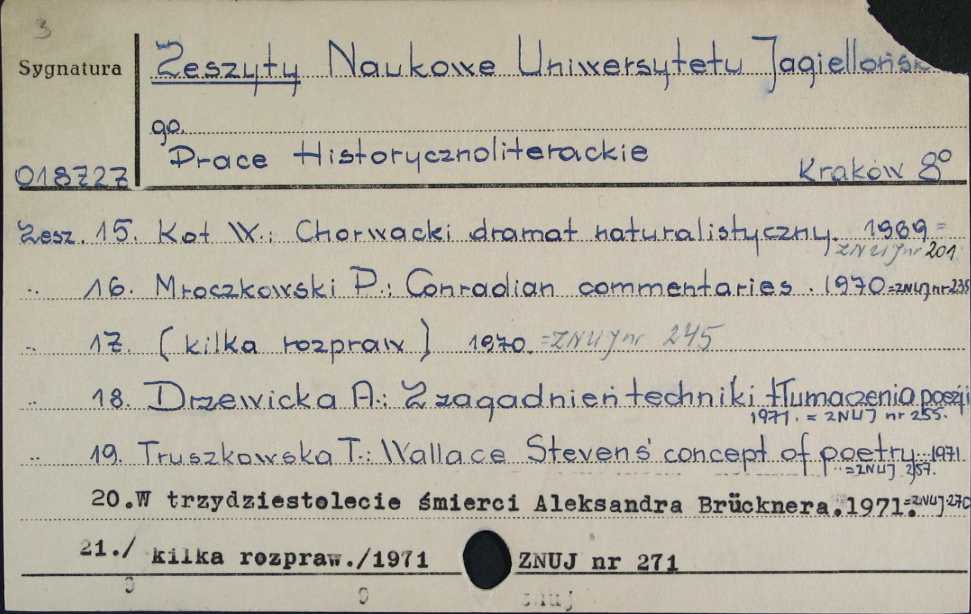 3
Sygnatura
Zeszyty Naukowe Uniwersytetu Jagiellońsk
go.
Prace Historycznoliterackie
018727
Kraków 8°
Zesz. 15. Kot W.: Chorwacki dramat naturalistyczny. 1969 =
ZNUJ nr 201
„ 16. Mroczkowski P.: Conradian commentaries. 1970 = ZNUJ nr 235
„ 17. (kilka rozpraw) 1970. = ZNUJ nr 245
„ 18. Drzewicka A.: Z zagadnień techniki tłumaczenia poezji
1971. = ZNUJ nr 255.
„ 19. Truszkowska T.: Wallace Stevens' concept of poetry. 1971
= ZNUJ 257.
20. W trzydziestolecie śmierci Aleksandra Brücknera. 1971. = ZNUJ 270
21./ kilka rozpraw./1971 ZNUJ nr 271